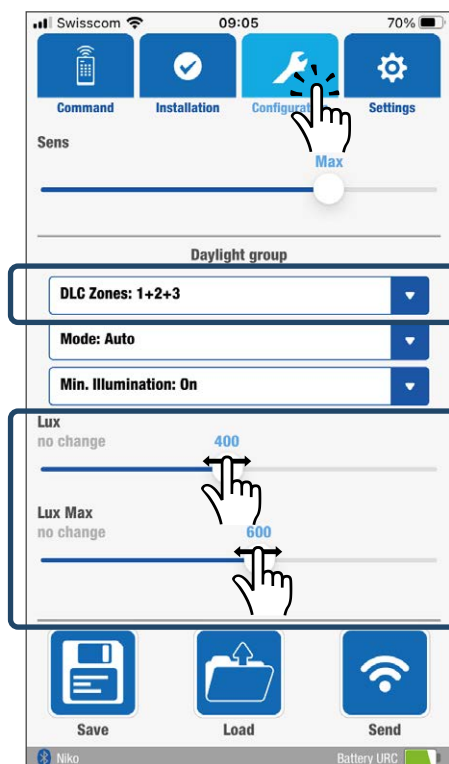 Swisscom 09:05 70%
Command Installation Configurat Settings
Sens
Max
Daylight group
DLC Zones: 1+2+3
Mode: Auto
Min. Illumination: On
Lux
no change 400
Lux Max
no change 600
Save Load Send
Niko Battery URC